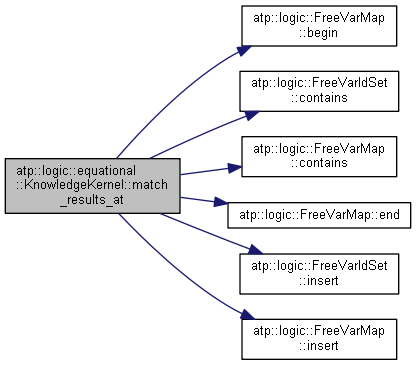 atp::logic::equational
::KnowledgeKernel::match
_results_at
atp::logic::FreeVarMap
::begin
atp::logic::FreeVarIdSet
::contains
atp::logic::FreeVarMap
::contains
atp::logic::FreeVarMap::end
atp::logic::FreeVarIdSet
::insert
atp::logic::FreeVarMap
::insert